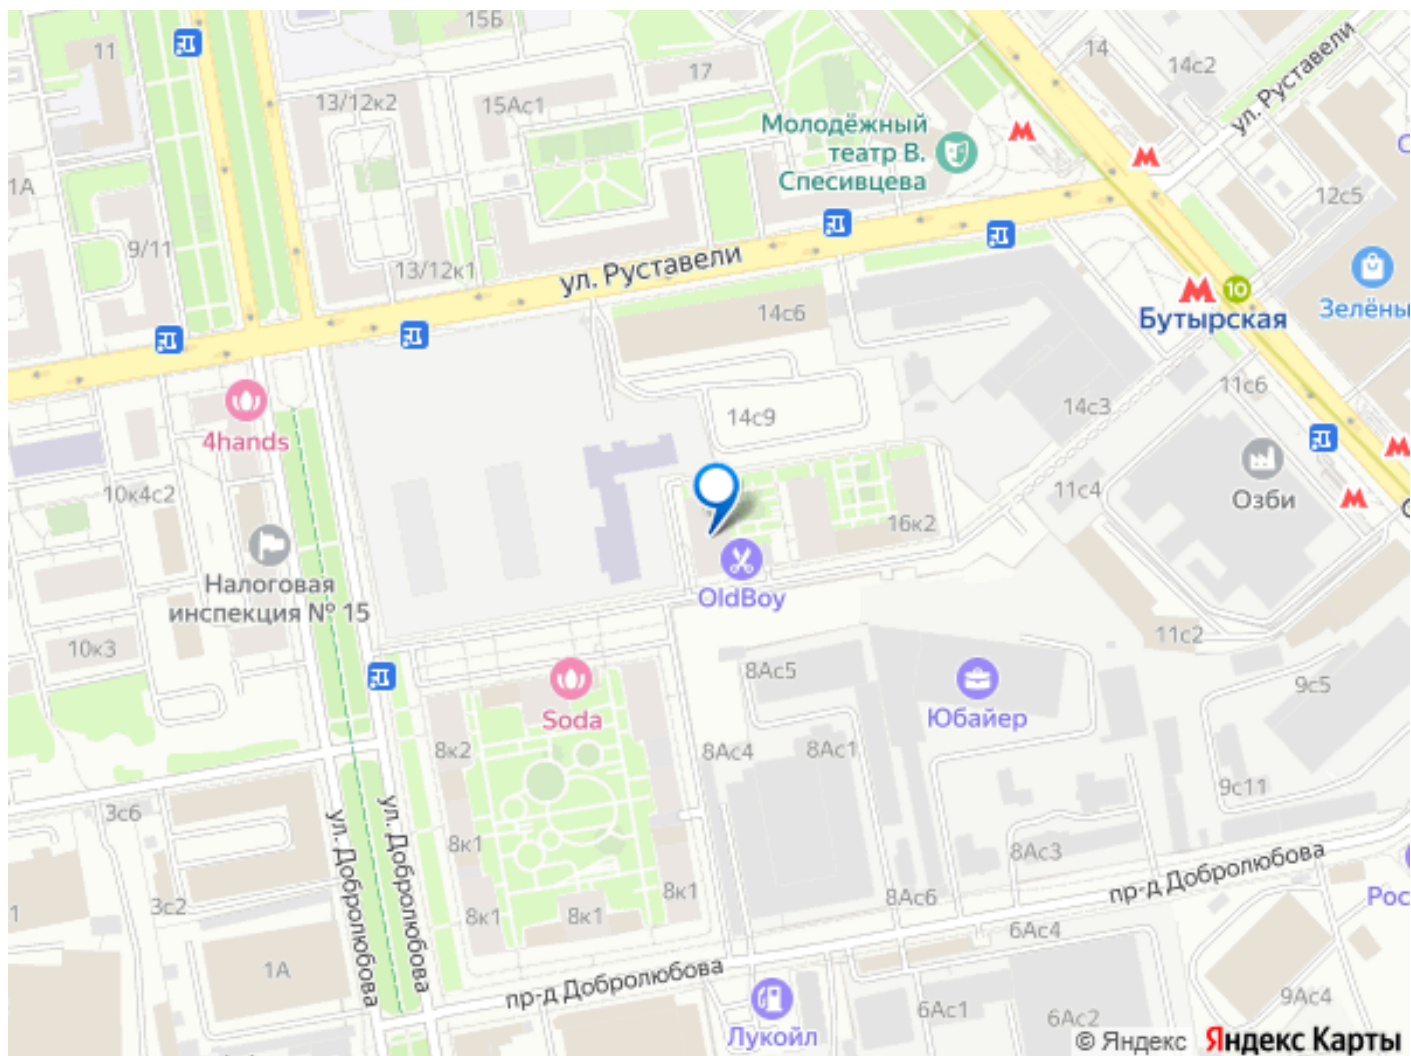 15Б
11
17
14
14с2
ул. Руставели
13/12к2
15Ас1
Молодёжный
театр В.
Спесивцева
1А
12с5
9/11
13/12к1
ул. Руставели
10
Бутырская
Зелёны
14с6
11с6
14с3
14с9
4hands
10к4с2
11с4
Озби
16к2
Налоговая
инспекция № 15
OldBoy
10к3
11с2
8Ас5
9с5
Soda
Юбайер
8к2
8Ас4
8Ас1
9с11
3с6
ул. Добролюбова
ул. Добролюбова
8к1
8Ас3
пр-д Добролюбова
8к1
8Ас6
Рос
3с2
8к1
8к1
6Ас4
1А
пр-д Добролюбова
9Ас4
6Ас1
6Ас2
Лукойл
© Яндекс Яндекс Карты